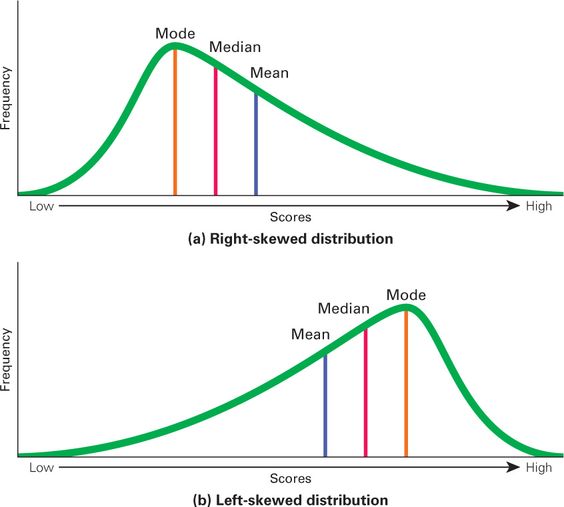 Mode
Median
Mean
Frequency
Low
High
Scores
(a) Right-skewed distribution
Mode
Median
Mean
Frequency
Low
High
Scores
(b) Left-skewed distribution